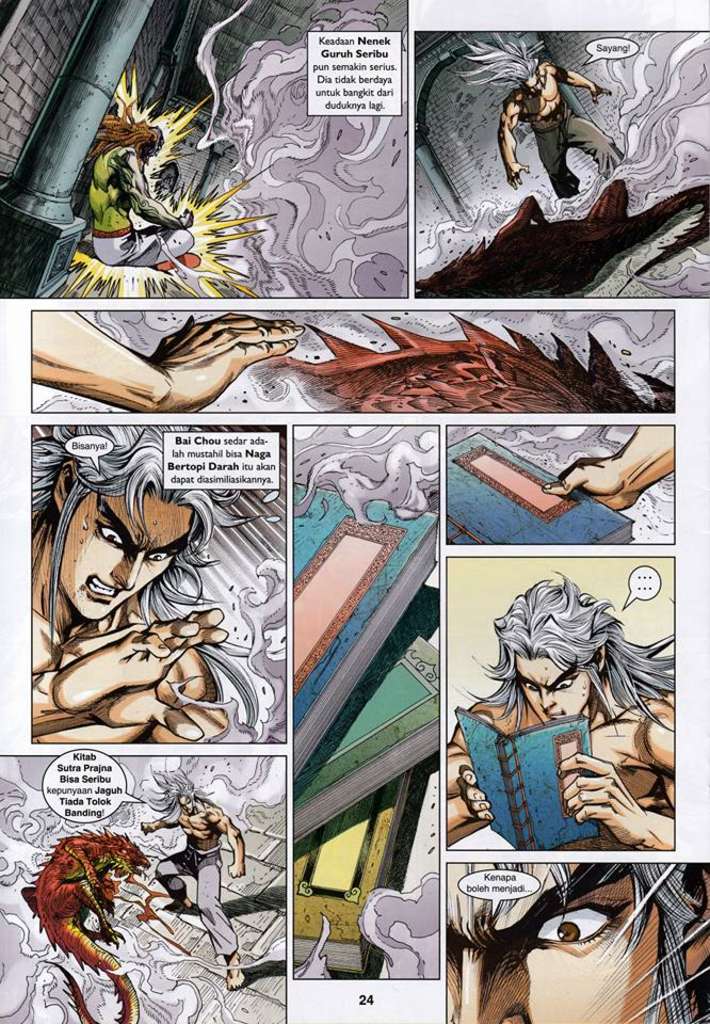 Keadaan Nenek
Guruh Seribu
pun semakin serius.
Dia tidak berdaya
untuk bangkit dari
duduknya lagi.
Sayang!
Bisanya!
Bai Chou sedar ada-
lah mustahil bisa Naga
Bertopi Darah itu akan
dapat diasimiliasikannya.
...
...
Kitab
Sutra Prajna
Bisa Seribu
kepunyaan Jaguh
Tiada Tolok
Banding!
Kenapa
boleh menjadi...
24